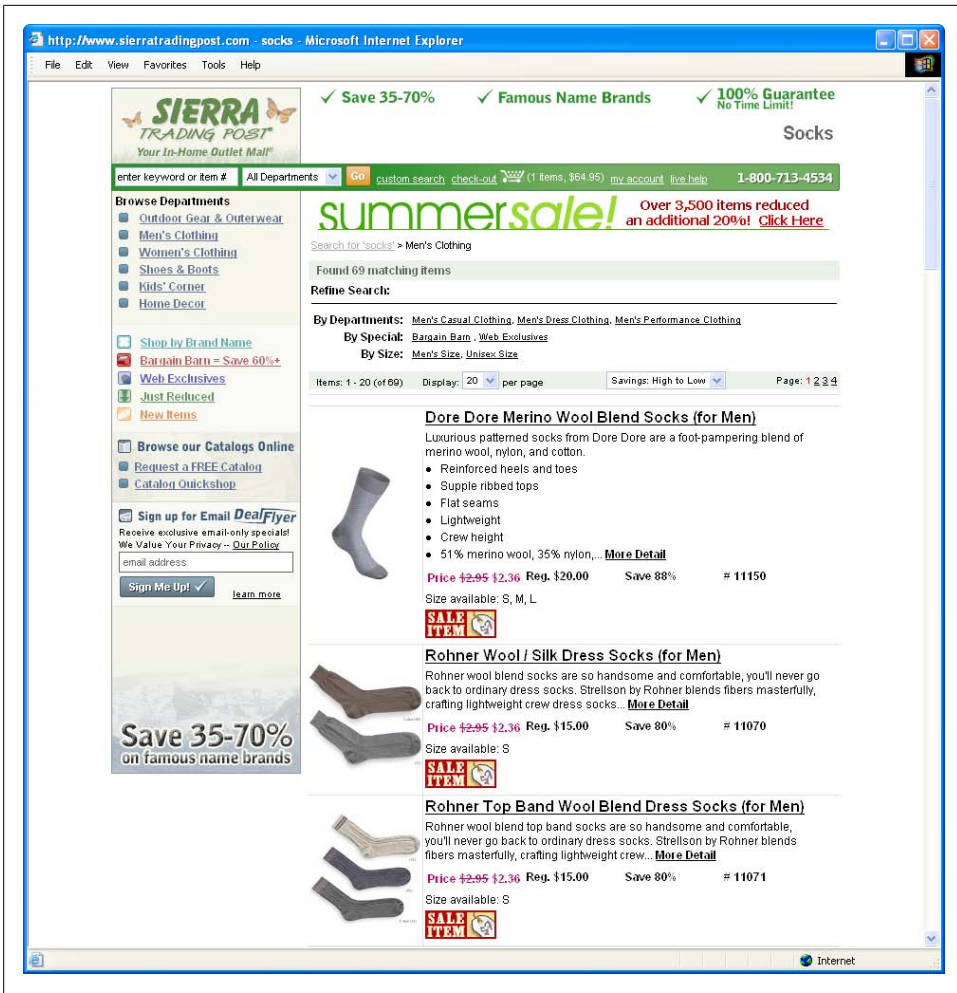 http://www.sierratradingpost.com - socks - Microsoft Internet Explorer
File Edit View Favorites Tools Help
SIERRA
TRADING POST®
Your In-Home Outlet Mall®
✓ Save 35-70% ✓ Famous Name Brands ✓ 100% Guarantee
No Time Limit!
Socks
enter keyword or item # All Departments Go custom search check-out (1 items, $64.95) my account live help 1-800-713-4534
Browse Departments
Outdoor Gear & Outerwear
Men's Clothing
Women's Clothing
Shoes & Boots
Kids' Corner
Home Decor
Shop by Brand Name
Bargain Barn = Save 60%+
Web Exclusives
Just Reduced
New Items
Browse our Catalogs Online
Request a FREE Catalog
Catalog Quickshop
Sign up for Email DealFlyer
Receive exclusive email-only specials!
We Value Your Privacy -- Our Policy
email address
Sign Me Up! ✓ learn more
Save 35-70%
on famous name brands
summersale! Over 3,500 items reduced
an additional 20%! Click Here
Search for 'socks' > Men's Clothing
Found 69 matching items
Refine Search:
By Departments: Men's Casual Clothing, Men's Dress Clothing, Men's Performance Clothing
By Special: Bargain Barn , Web Exclusives
By Size: Men's Size, Unisex Size
Items: 1 - 20 (of 69) Display: 20 per page Savings: High to Low Page: 1 2 3 4
Dore Dore Merino Wool Blend Socks (for Men)
Luxurious patterned socks from Dore Dore are a foot-pampering blend of
merino wool, nylon, and cotton.
• Reinforced heels and toes
• Supple ribbed tops
• Flat seams
• Lightweight
• Crew height
• 51% merino wool, 35% nylon,... More Detail
Price $2.95 $2.36 Reg. $20.00 Save 88% # 11150
Size available: S, M, L
SALE
ITEM
Rohner Wool / Silk Dress Socks (for Men)
Rohner wool blend socks are so handsome and comfortable, you'll never go
back to ordinary dress socks. Strellson by Rohner blends fibers masterfully,
crafting lightweight crew dress socks... More Detail
Price $2.95 $2.36 Reg. $15.00 Save 80% # 11070
Size available: S
SALE
ITEM
Rohner Top Band Wool Blend Dress Socks (for Men)
Rohner wool blend top band socks are so handsome and comfortable,
you'll never go back to ordinary dress socks. Strellson by Rohner blends
fibers masterfully, crafting lightweight crew... More Detail
Price $2.95 $2.36 Reg. $15.00 Save 80% # 11071
Size available: S
SALE
ITEM
Internet